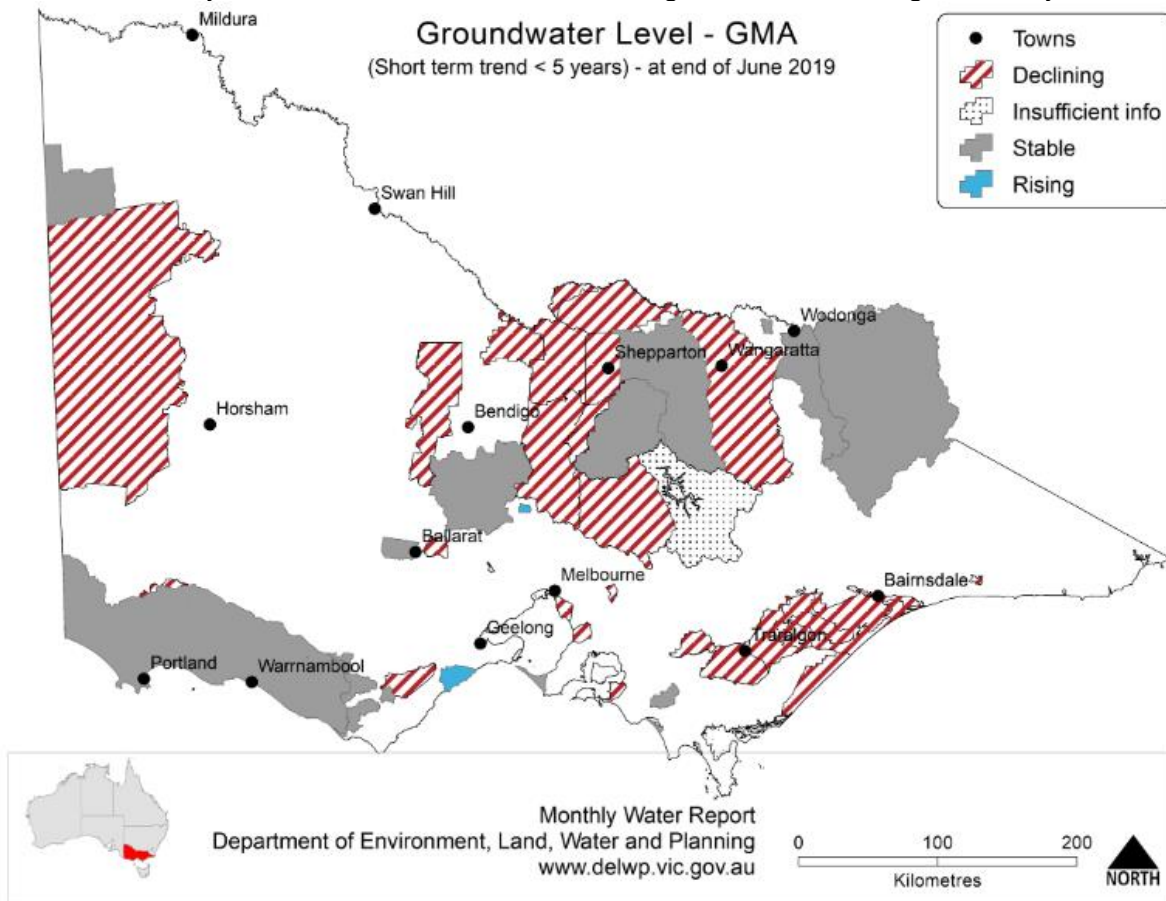 Mildura
Groundwater Level - GMA
(Short term trend < 5 years) - at end of June 2019
Towns
Declining
Insufficient info
Stable
Rising
Swan Hill
Wodonga
Shepparton
Wangaratta
Horsham
Bendigo
Ballarat
Melbourne
Bairnsdale
Geelong
Traralgon
Portland
Warrnambool
Monthly Water Report
Department of Environment, Land, Water and Planning
www.delwp.vic.gov.au
0 100 200
Kilometres
NORTH